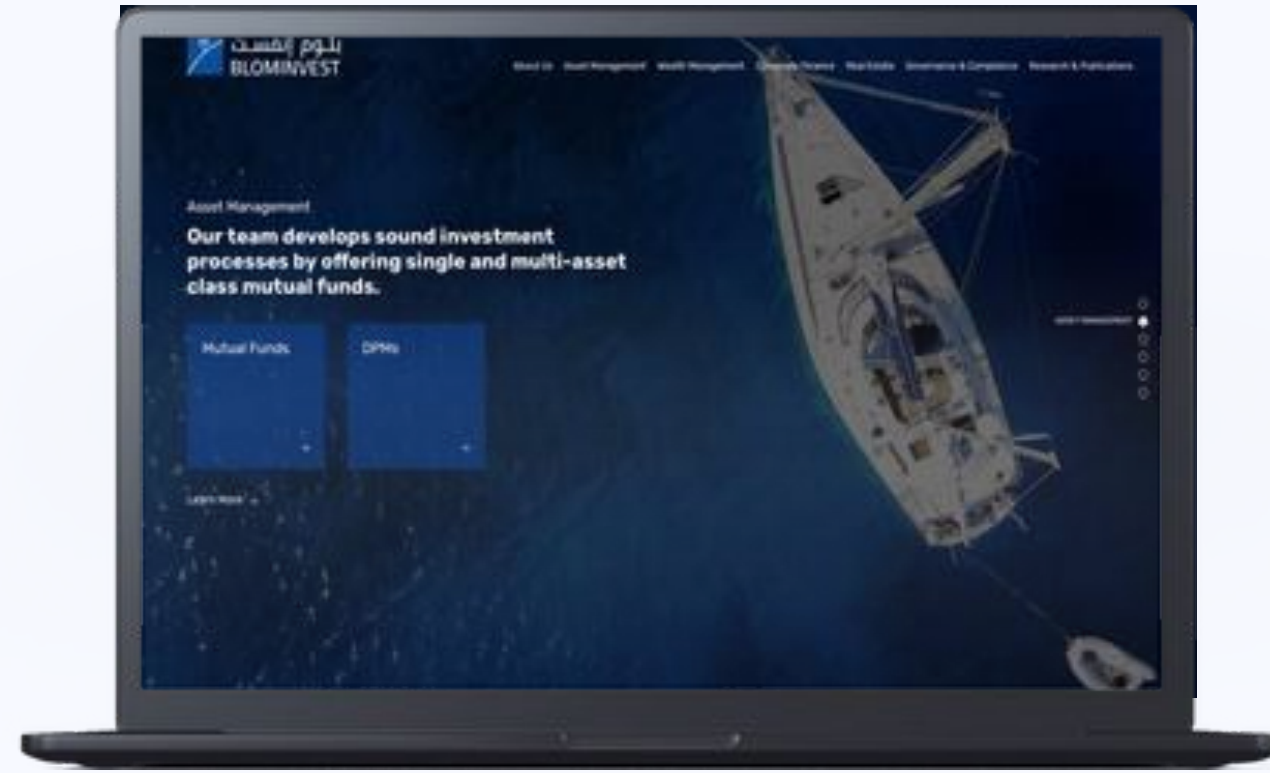 بلوم إنفست
BLOMINVEST
About Us Asset Management Wealth Management Corporate Finance Real Estate Governance & Compliance Research & Publications
Asset Management
Our team develops sound investment
processes by offering single and multi-asset
class mutual funds.
ASSET MANAGEMENT
Mutual Funds DPMs
Learn more